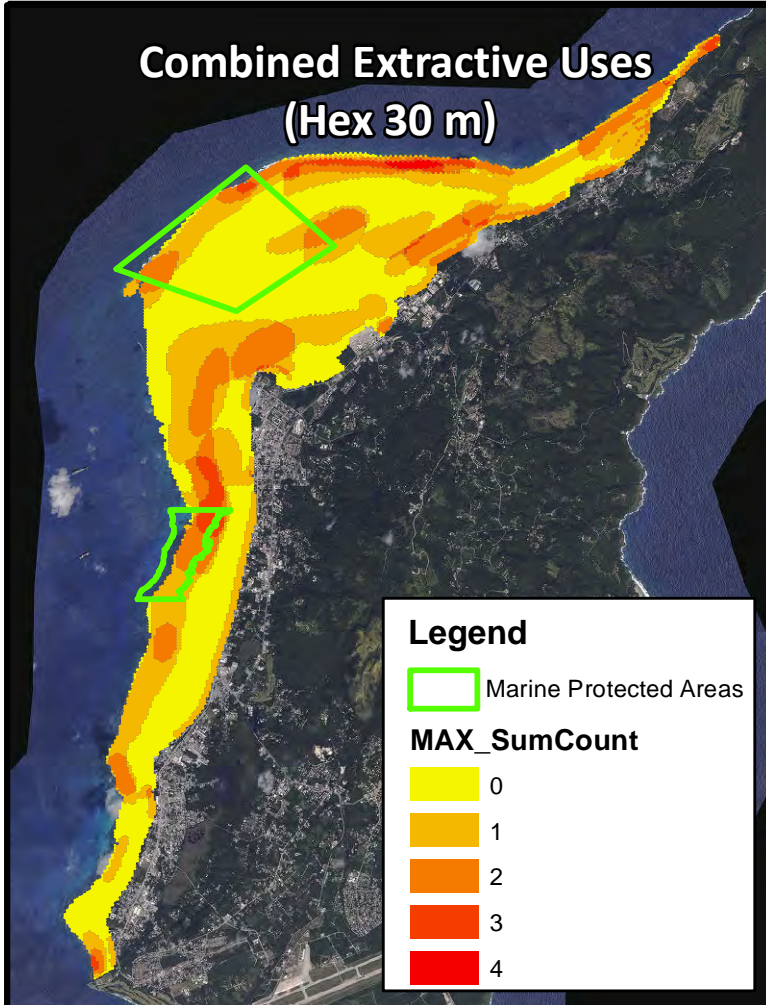 Combined Extractive Uses
(Hex 30 m)
Legend
Marine Protected Areas
MAX_SumCount
0
1
2
3
4